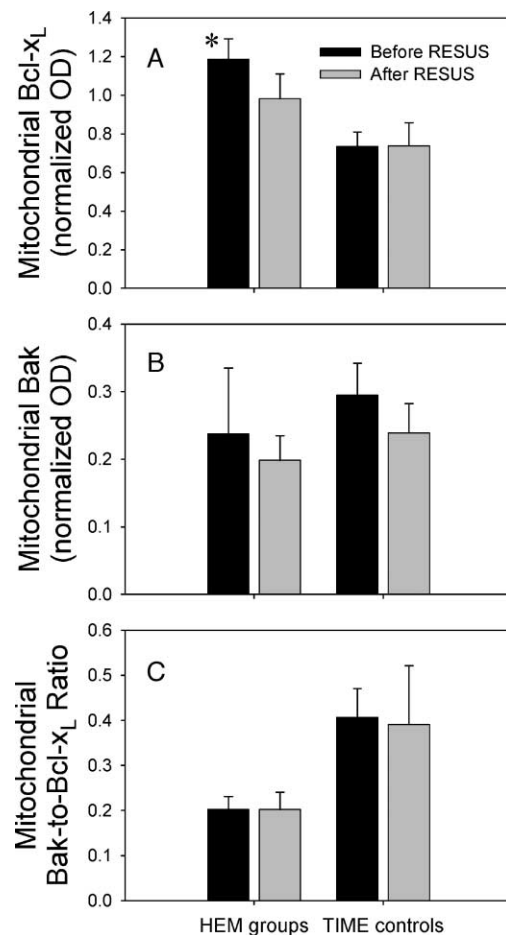 Mitochondrial Bcl-xL
(normalized OD)
1.4
1.2
1.0
0.8
0.6
0.4
0.2
0.0
A
*
Before RESUS
After RESUS
Mitochondrial Bak
(normalized OD)
0.4
0.3
0.2
0.1
0.0
B
Mitochondrial
Bak-to-Bcl-xL Ratio
0.6
0.5
0.4
0.3
0.2
0.1
0.0
C
HEM groups TIME controls